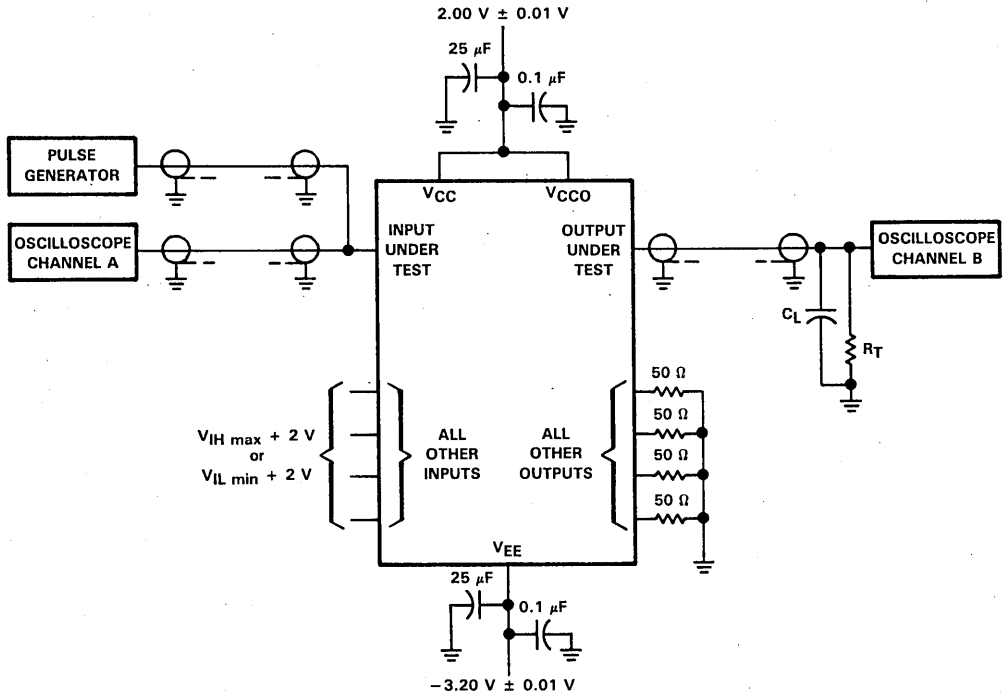 2.00 V ± 0.01 V
25 μF
0.1 μF
PULSE
GENERATOR
VCC
VCCO
OSCILLOSCOPE
CHANNEL A
INPUT
UNDER
TEST
OUTPUT
UNDER
TEST
OSCILLOSCOPE
CHANNEL B
CL
RT
VIH max + 2 V
or
VIL min + 2 V
ALL
OTHER
INPUTS
ALL
OTHER
OUTPUTS
50 Ω
50 Ω
50 Ω
50 Ω
VEE
25 μF
0.1 μF
−3.20 V ± 0.01 V